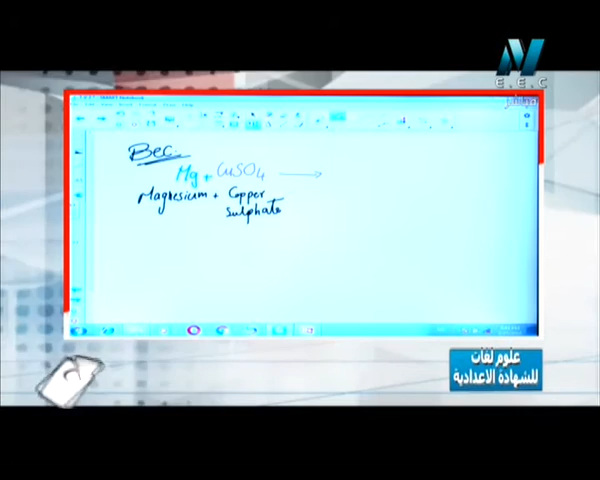 E.E.C
Bec.
Mg + CuSO4 →
Magnesium + Copper
Sulphate
علوم لغات
للشهادة الاعدادية